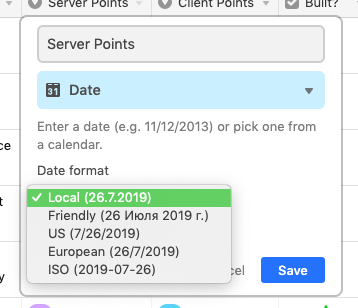 Server Points
Client Points
Built?
Server Points
31
Date
Enter a date (e.g. 11/12/2013) or pick one from
a calendar.
Date format
✓ Local (26.7.2019)
Friendly (26 Июля 2019 г.)
US (7/26/2019)
European (26/7/2019)
ISO (2019-07-26)
Save